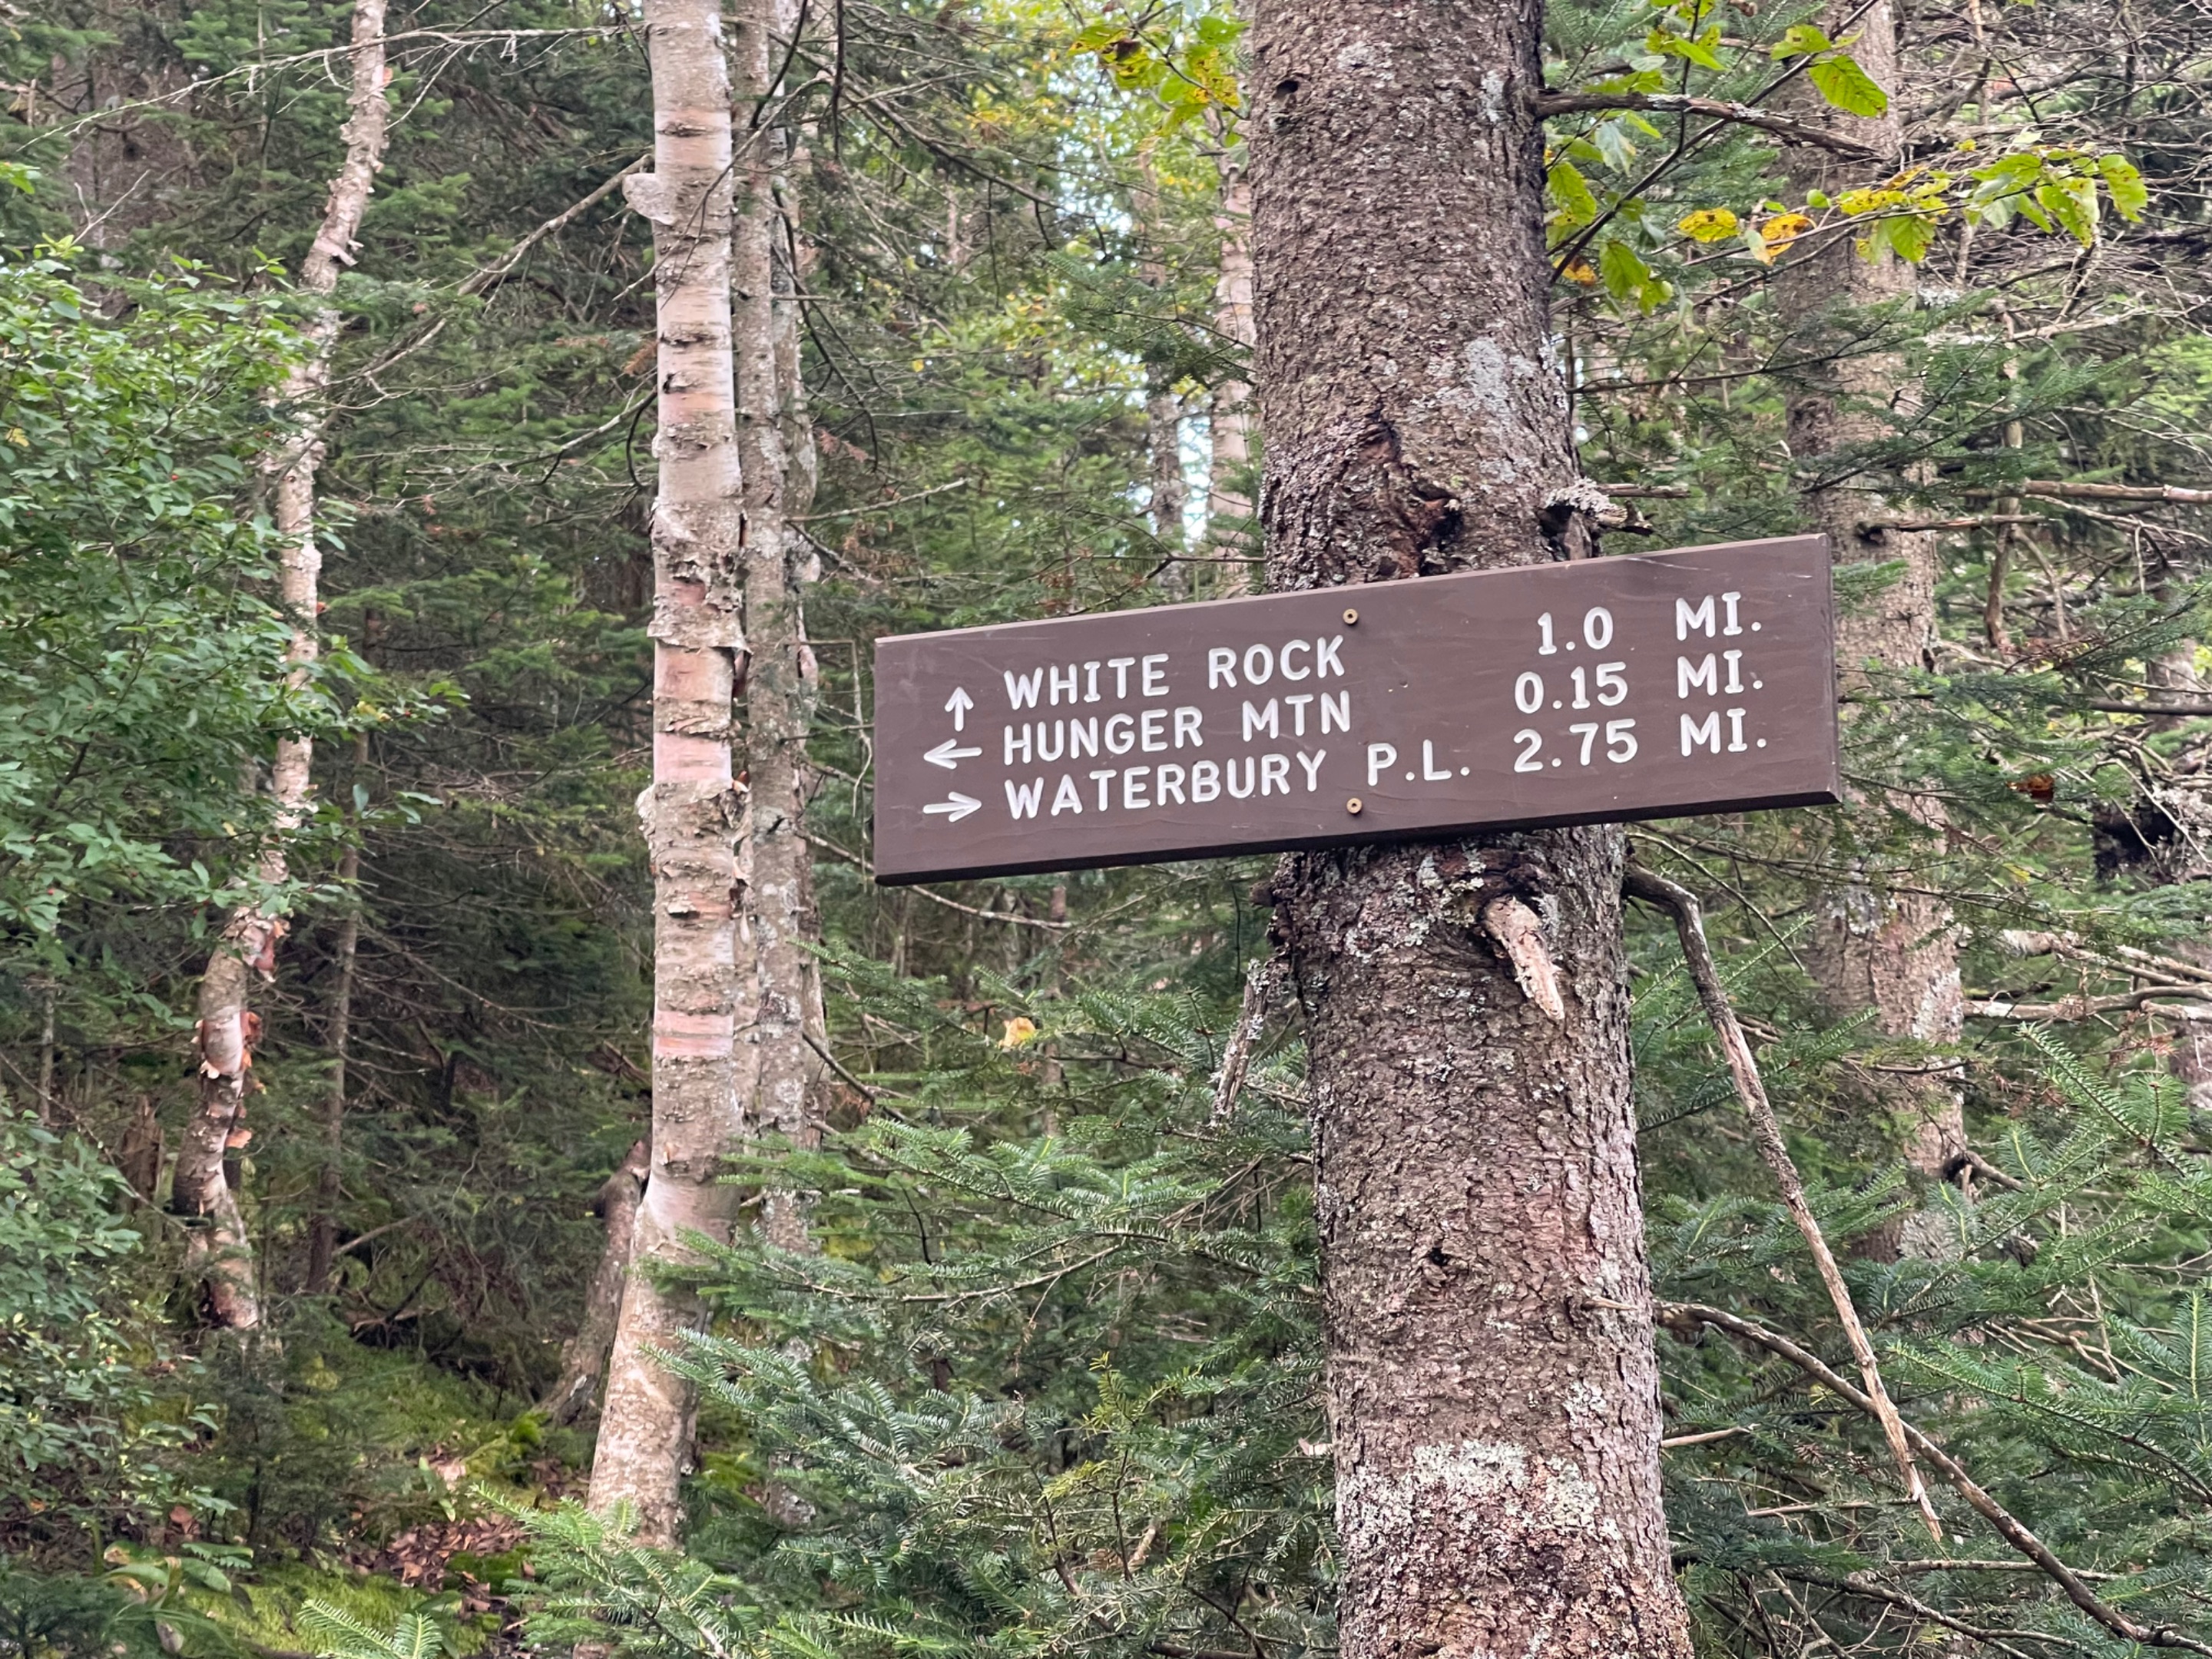 ↑ WHITE ROCK 1.0 MI.
← HUNGER MTN 0.15 MI.
→ WATERBURY P.L. 2.75 MI.